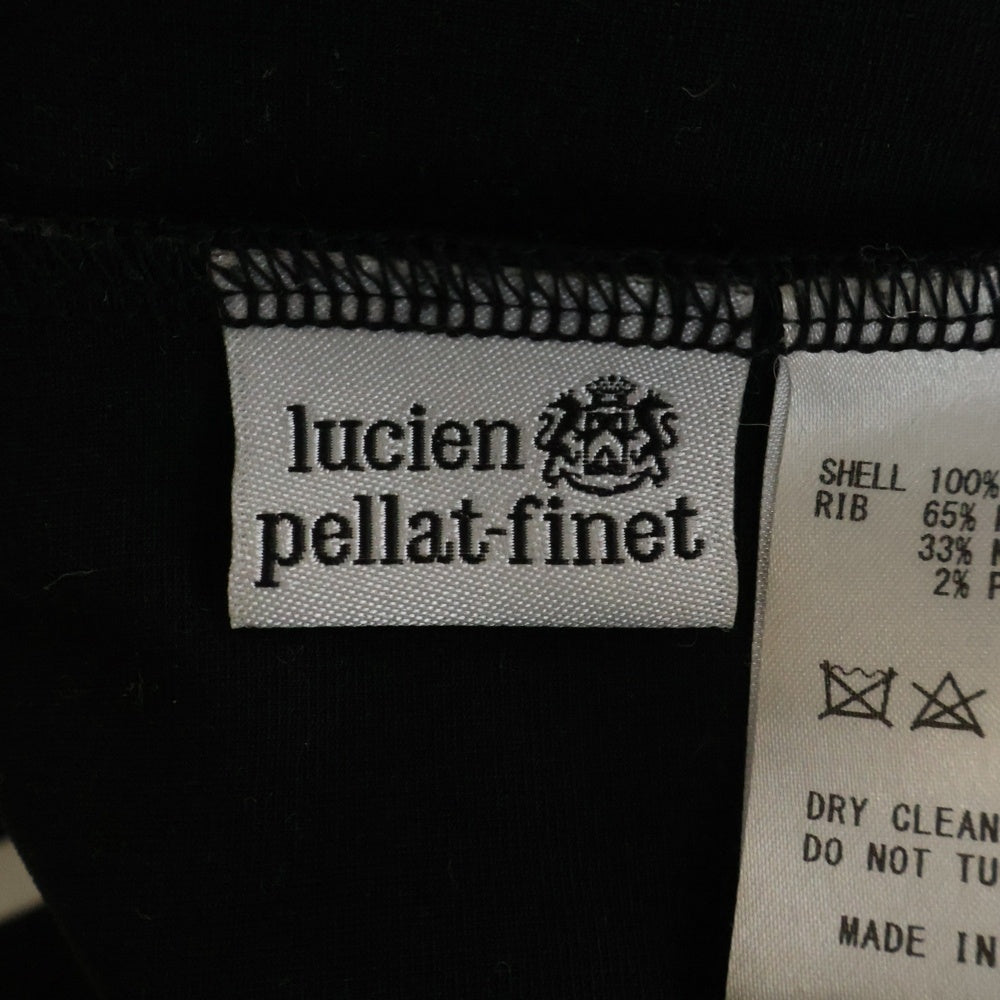 lucien
pellat-finet
SHELL 100%
RIB 65%
33%
2%
DRY CLEAN
DO NOT TU
MADE IN